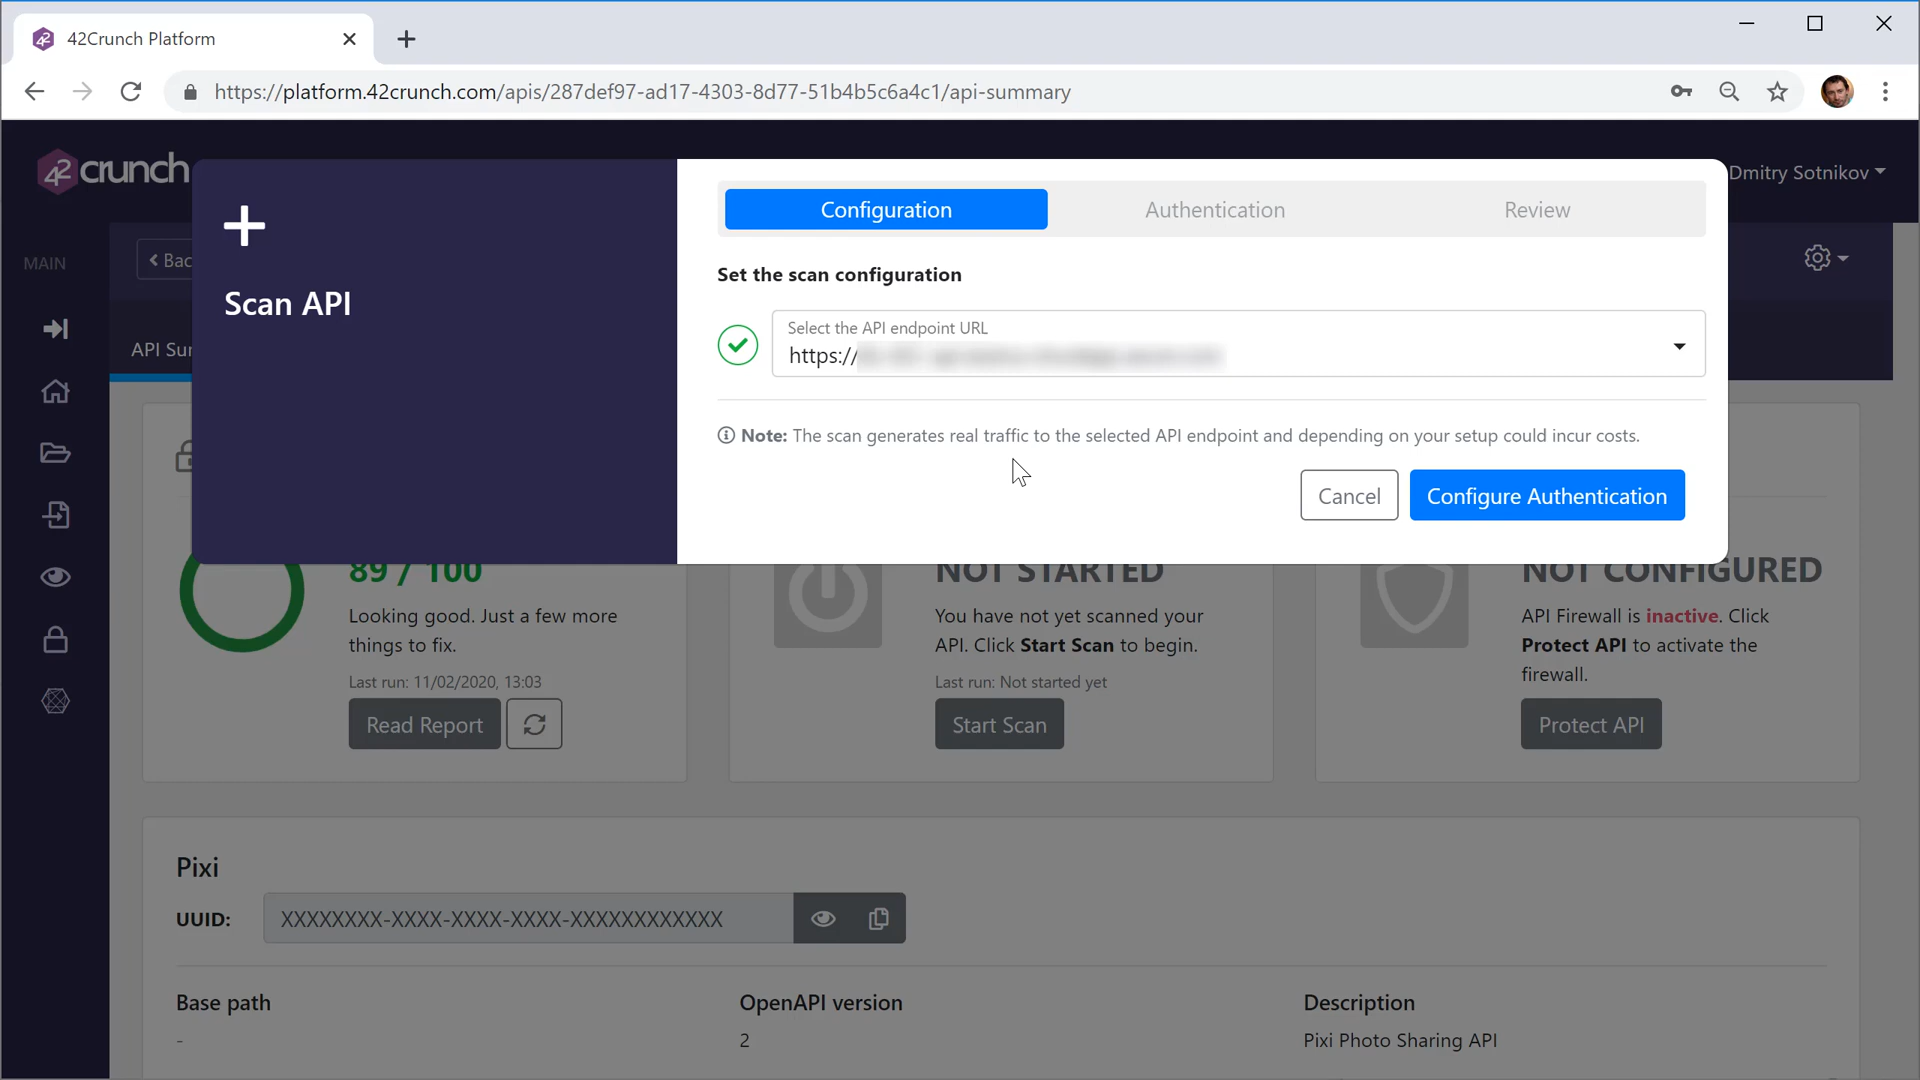 42Crunch Platform
https://platform.42crunch.com/apis/287def97-ad17-4303-8d77-51b4b5c6a4c1/api-summary
42crunch
Dmitry Sotnikov
MAIN
Bac
API Sur
Scan API
Configuration
Authentication
Review
Set the scan configuration
Select the API endpoint URL
https://
Note: The scan generates real traffic to the selected API endpoint and depending on your setup could incur costs.
Cancel
Configure Authentication
89 / 100
Looking good. Just a few more
things to fix.
Last run: 11/02/2020, 13:03
Read Report
NOT STARTED
You have not yet scanned your
API. Click Start Scan to begin.
Last run: Not started yet
Start Scan
NOT CONFIGURED
API Firewall is inactive. Click
Protect API to activate the
firewall.
Protect API
Pixi
UUID:
XXXXXXXX-XXXX-XXXX-XXXX-XXXXXXXXXXXX
Base path
-
OpenAPI version
2
Description
Pixi Photo Sharing API